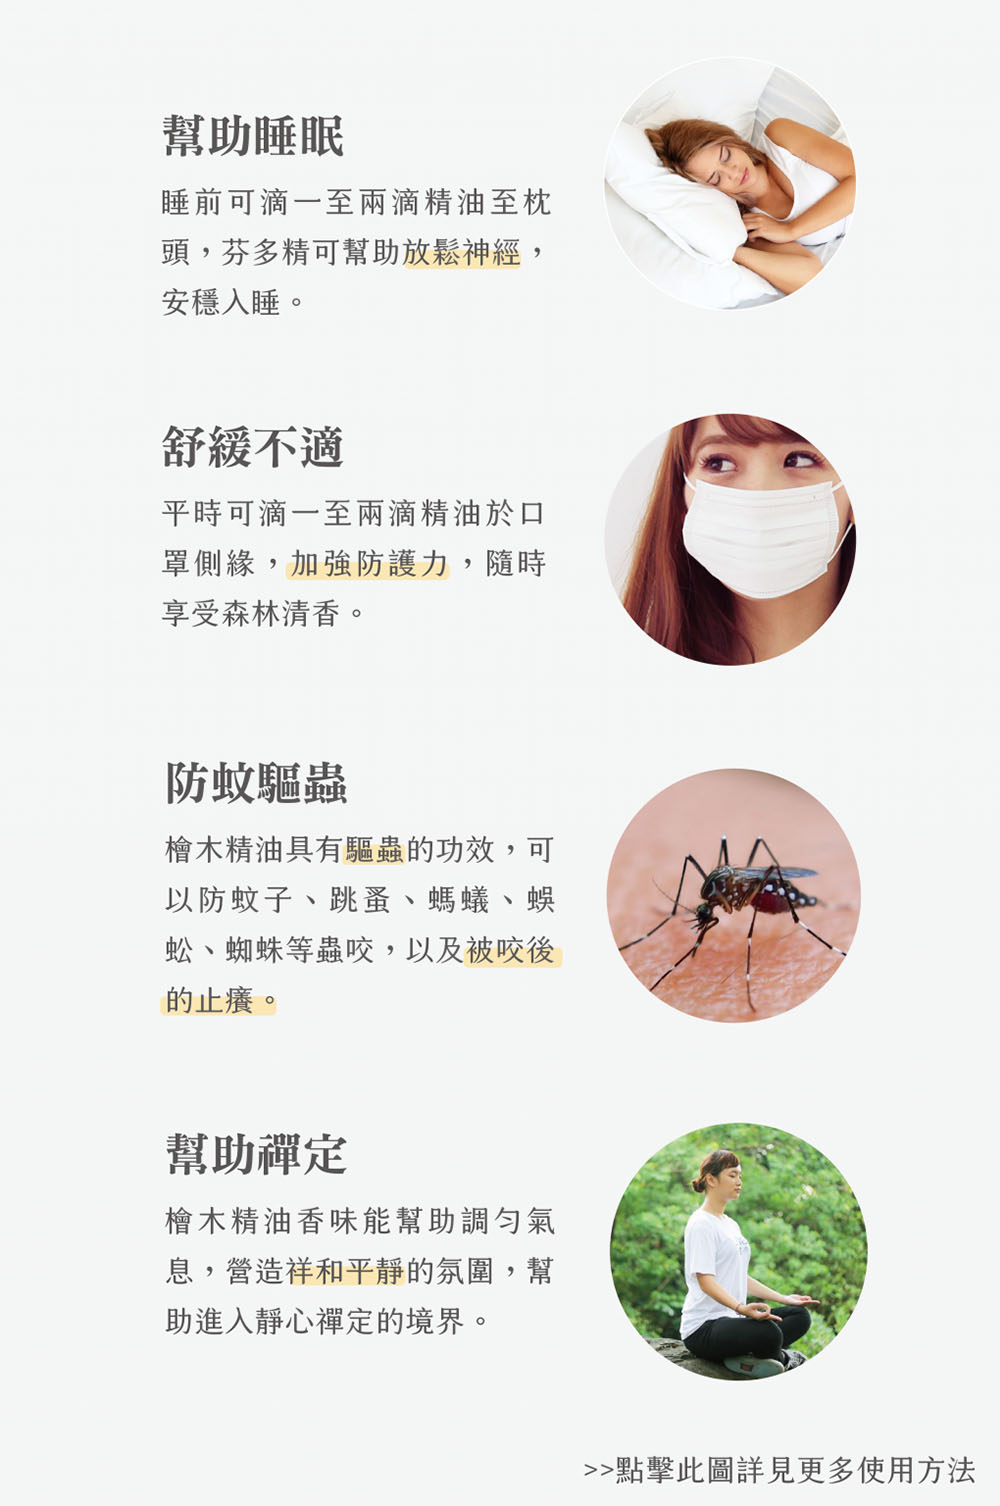 幫助睡眠
睡前可滴一至兩滴精油至枕
頭，芬多精可幫助放鬆神經，
安穩入睡。
舒緩不適
平時可滴一至兩滴精油於口
罩側緣，加強防護力，隨時
享受森林清香。
防蚊驅蟲
檜木精油具有驅蟲的功效，可
以防蚊子、跳蚤、螞蟻、蜈
蚣、蜘蛛等蟲咬，以及被咬後
的止癢。
幫助禪定
檜木精油香味能幫助調勻氣
息，營造祥和平靜的氛圍，幫
助進入靜心禪定的境界。
>>點擊此圖詳見更多使用方法